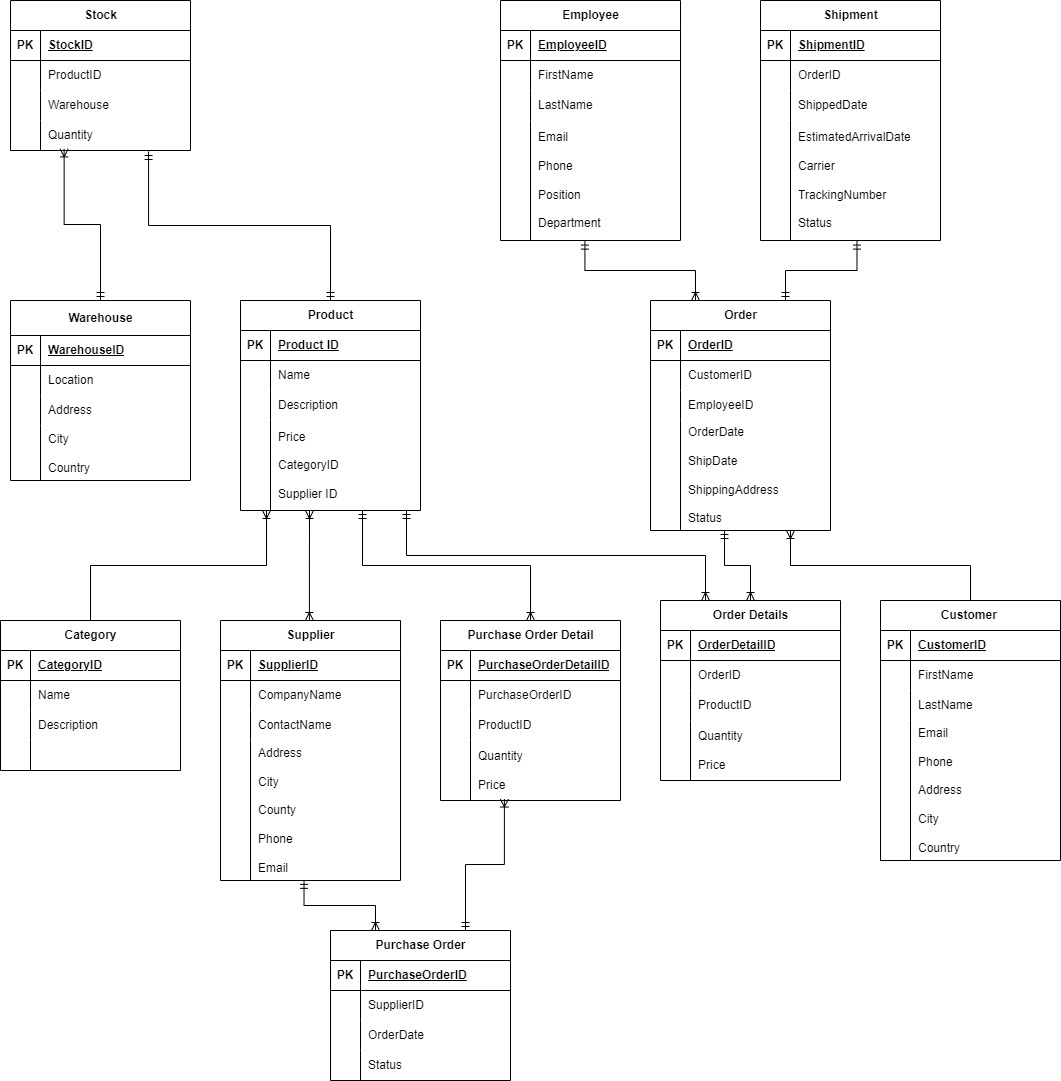 Stock
PK StockID
ProductID
Warehouse
Quantity
Employee
PK EmployeeID
FirstName
LastName
Email
Phone
Position
Department
Shipment
PK ShipmentID
OrderID
ShippedDate
EstimatedArrivalDate
Carrier
TrackingNumber
Status
Warehouse
PK WarehouseID
Location
Address
City
Country
Product
PK Product ID
Name
Description
Price
CategoryID
Supplier ID
Order
PK OrderID
CustomerID
EmployeeID
OrderDate
ShipDate
ShippingAddress
Status
Category
PK CategoryID
Name
Description
Supplier
PK SupplierID
CompanyName
ContactName
Address
City
County
Phone
Email
Purchase Order Detail
PK PurchaseOrderDetailID
PurchaseOrderID
ProductID
Quantity
Price
Order Details
PK OrderDetailID
OrderID
ProductID
Quantity
Price
Customer
PK CustomerID
FirstName
LastName
Email
Phone
Address
City
Country
Purchase Order
PK PurchaseOrderID
SupplierID
OrderDate
Status